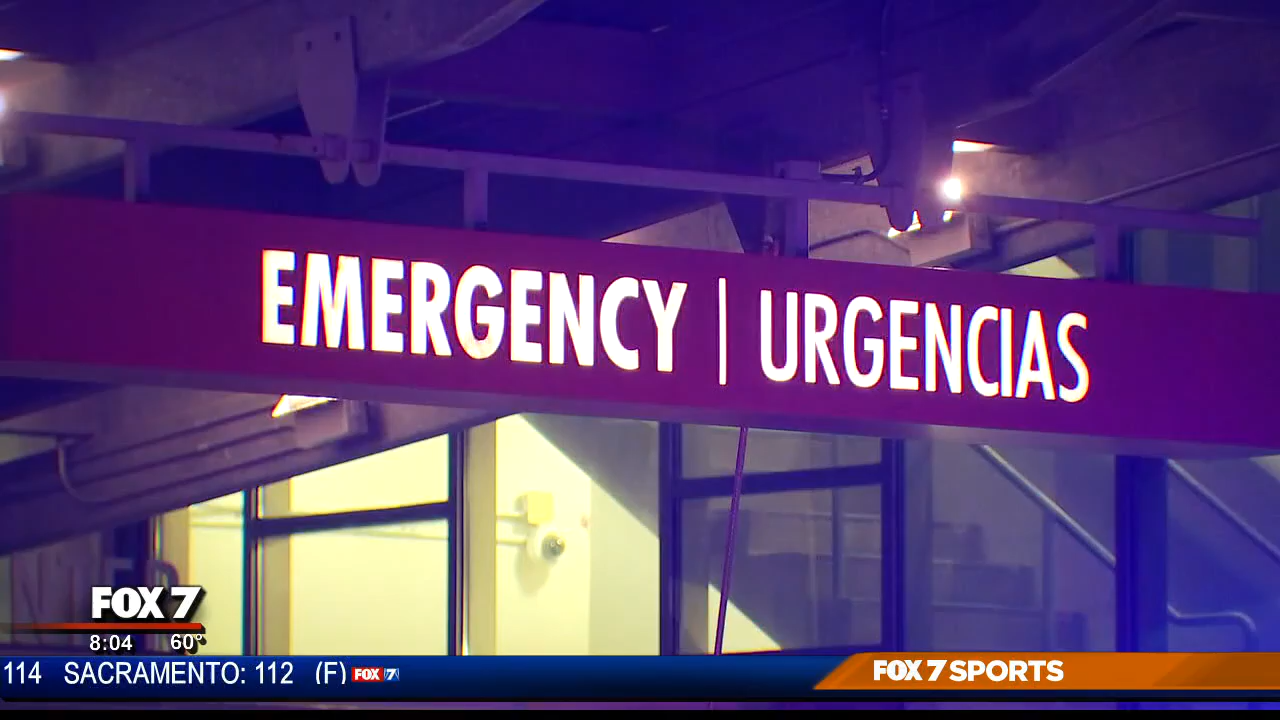 EMERGENCY | URGENCIAS
FOX 7
8:04 60°
114 SACRAMENTO: 112 (F) FOX 7
FOX 7 SPORTS